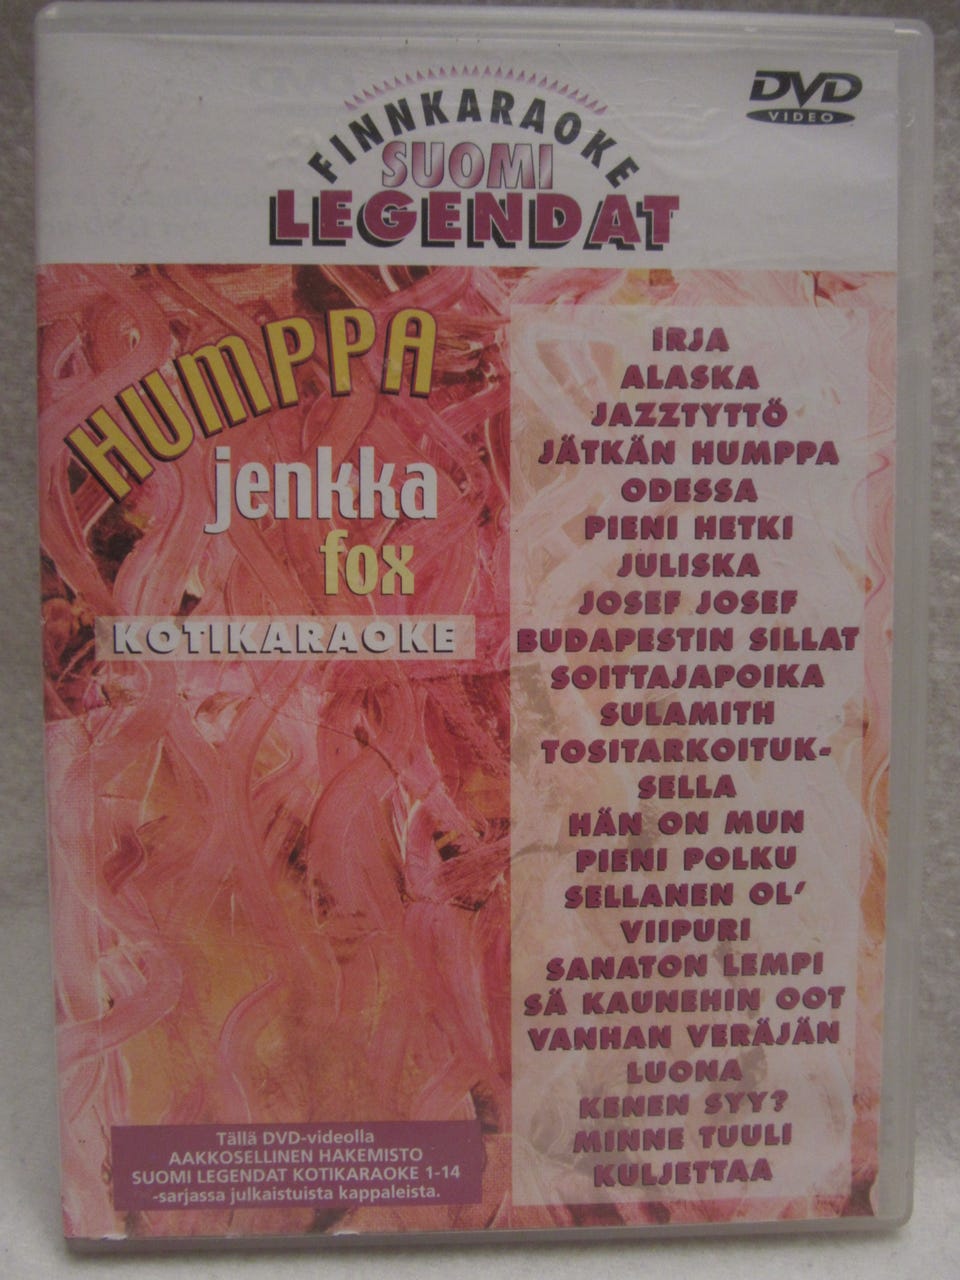 FINNKARAOKE
SUOMI
LEGENDAT
DVD
VIDEO
HUMPPA
jenkka
fox
KOTIKARAOKE
IRJA
ALASKA
JAZZTYTTÖ
JÄTKÄN HUMPPA
ODESSA
PIENI HETKI
JULISKA
JOSEF JOSEF
BUDAPESTIN SILLAT
SOITTAJAPOIKA
SULAMITH
TOSITARKOITUK-
SELLA
HÄN ON MUN
PIENI POLKU
SELLANEN OL'
VIIPURI
SANATON LEMPI
SÄ KAUNEHIN OOT
VANHAN VERÄJÄN
LUONA
KENEN SYY?
MINNE TUULI
KULJETTAA
Tällä DVD-videolla
AAKKOSELLINEN HAKEMISTO
SUOMI LEGENDAT KOTIKARAOKE 1-14
-sarjassa julkaistuista kappaleista.